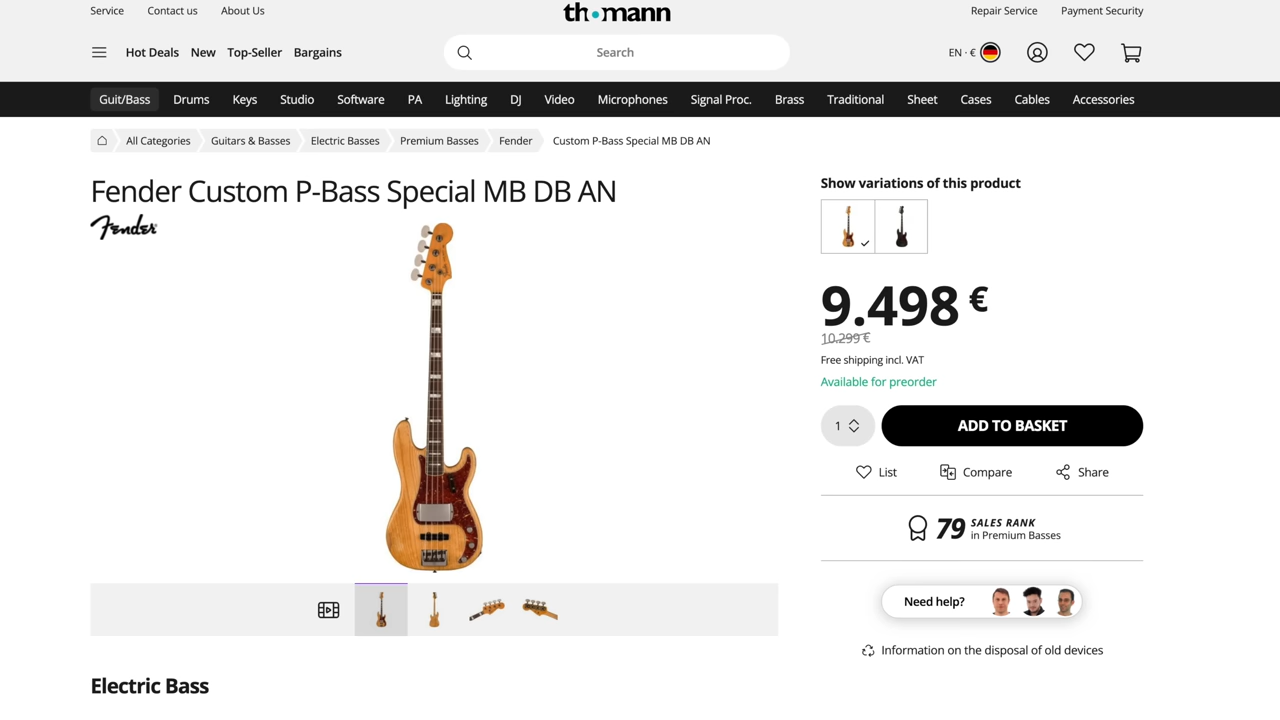 Service Contact us About Us
th•mann
Repair Service Payment Security
Hot Deals New Top-Seller Bargains
Search
EN · €
Guit/Bass Drums Keys Studio Software PA Lighting DJ Video Microphones Signal Proc. Brass Traditional Sheet Cases Cables Accessories
All Categories Guitars & Basses Electric Basses Premium Basses Fender Custom P-Bass Special MB DB AN
Fender Custom P-Bass Special MB DB AN
Fender
Show variations of this product
9.498 €
10.299 €
Free shipping incl. VAT
Available for preorder
1
ADD TO BASKET
List Compare Share
79 SALES RANK
in Premium Basses
Need help?
Information on the disposal of old devices
Electric Bass